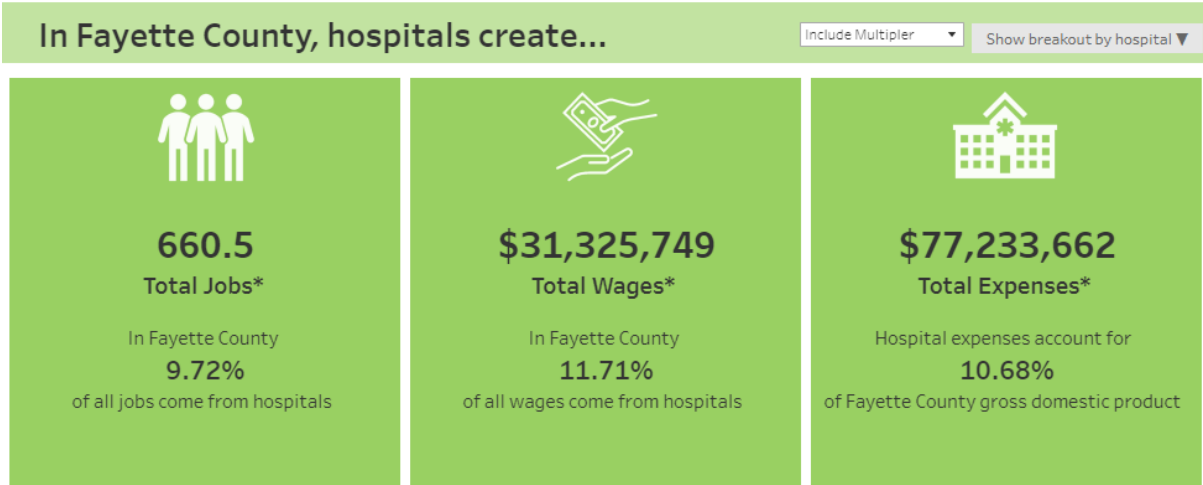 In Fayette County, hospitals create...
Include Multipler
Show breakout by hospital ▼
660.5
Total Jobs*
In Fayette County
9.72%
of all jobs come from hospitals
$31,325,749
Total Wages*
In Fayette County
11.71%
of all wages come from hospitals
$77,233,662
Total Expenses*
Hospital expenses account for
10.68%
of Fayette County gross domestic product